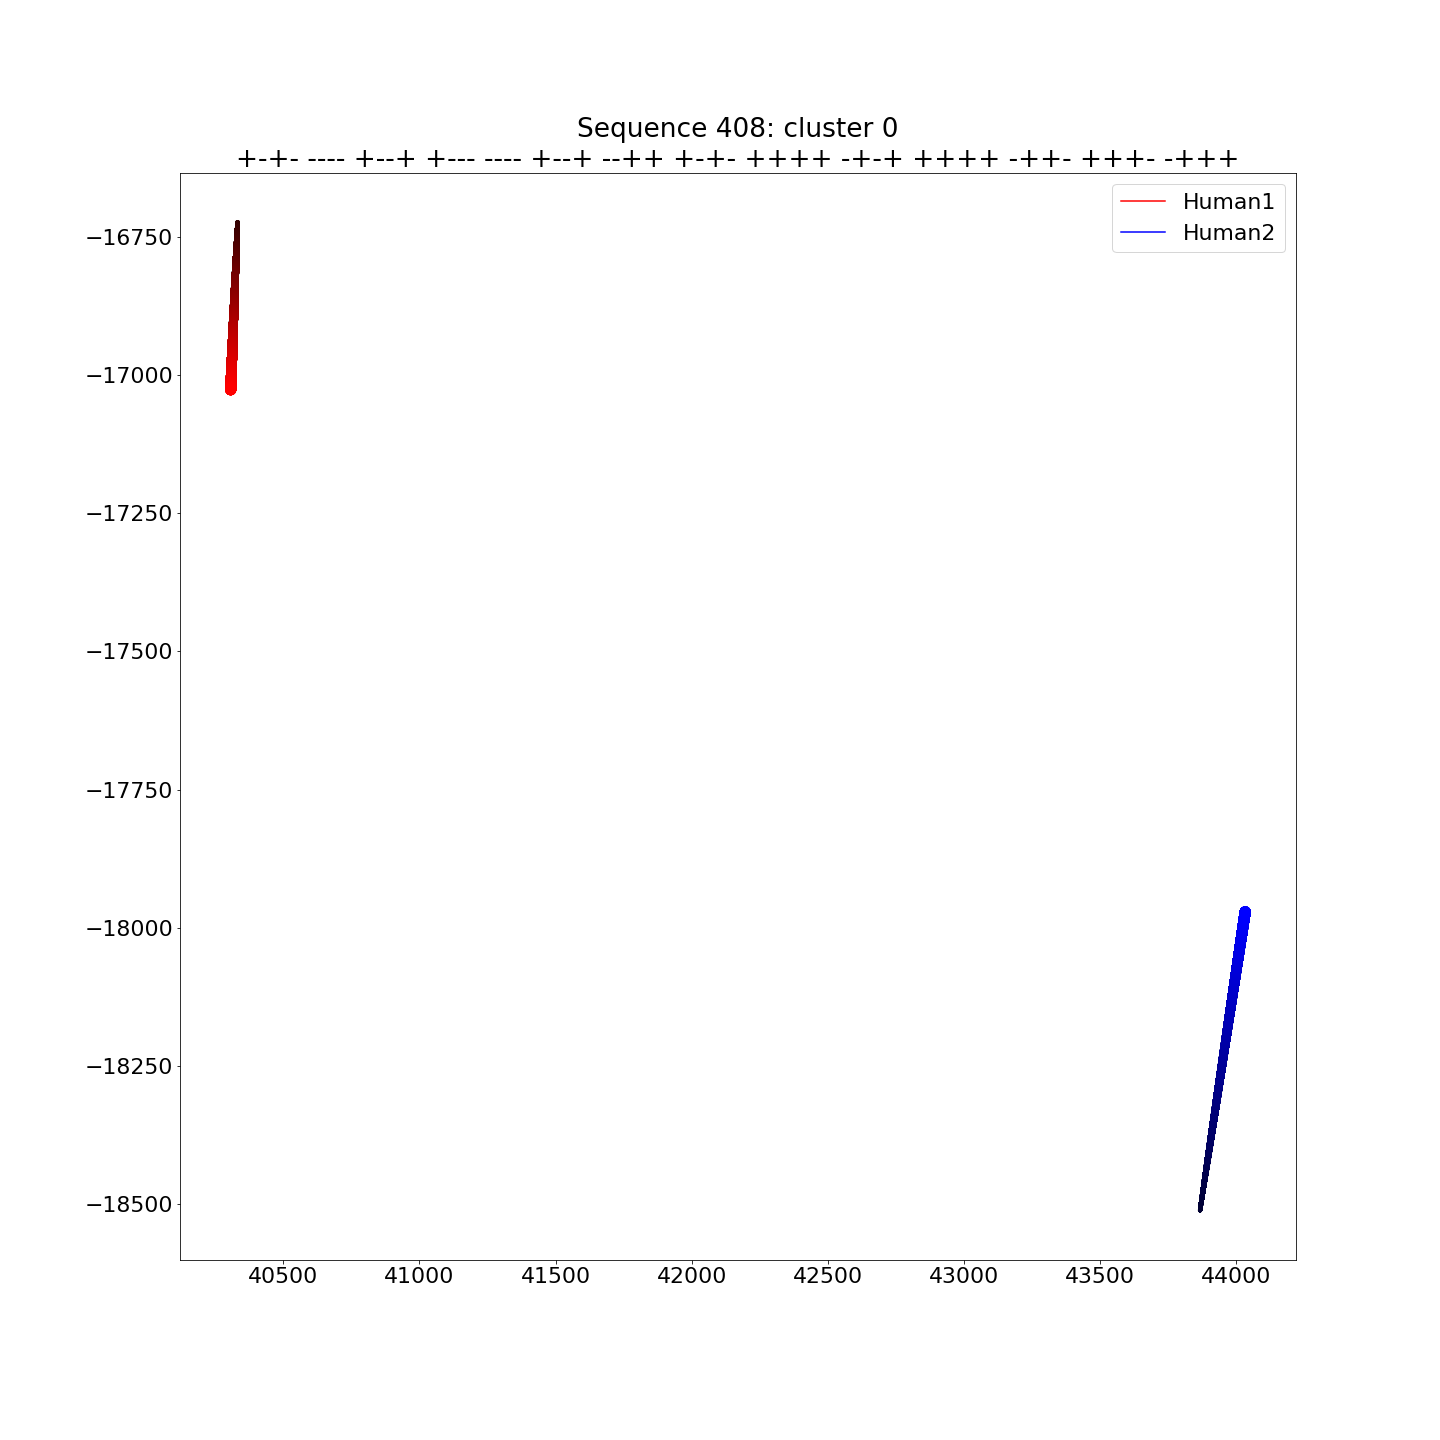 Sequence 408: cluster 0
+-+- ---- +--+ +--- ---- +--+ --++ +-+- ++++ -+-+ ++++ -++- +++- -+++
Human1
Human2
−16750
−17000
−17250
−17500
−17750
−18000
−18250
−18500
40500 41000 41500 42000 42500 43000 43500 44000